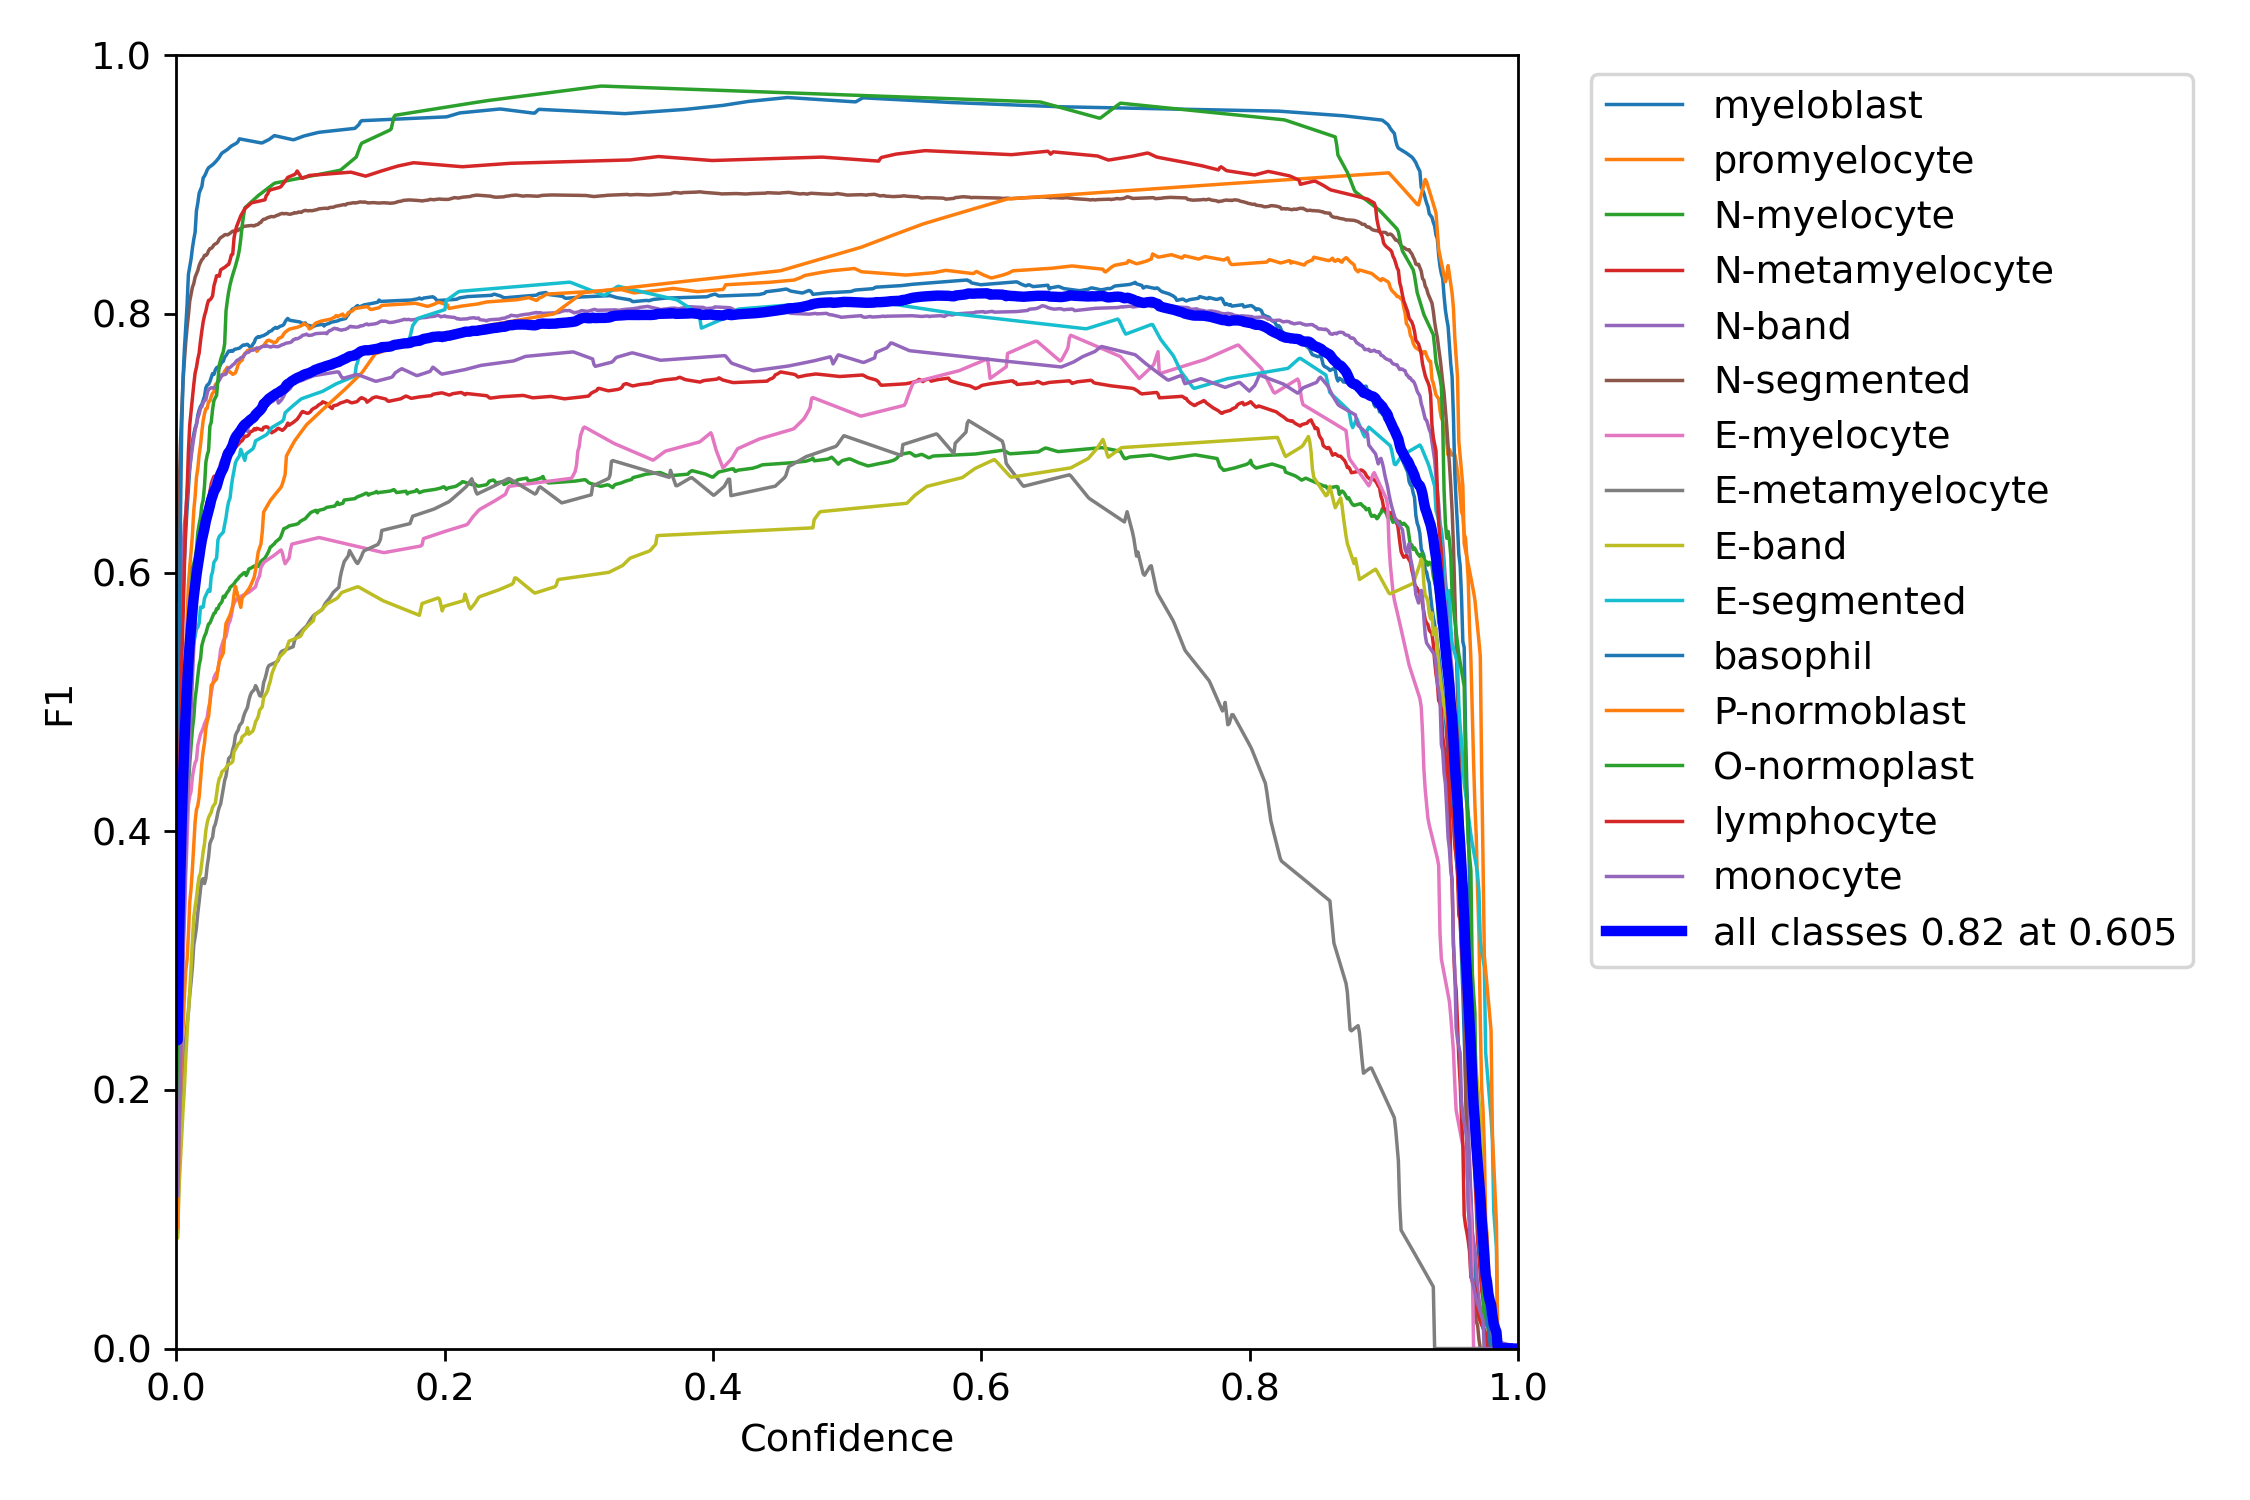 1.0
0.8
0.6
0.4
0.2
0.0
F1
0.0 0.2 0.4 0.6 0.8 1.0
Confidence
myeloblast
promyelocyte
N-myelocyte
N-metamyelocyte
N-band
N-segmented
E-myelocyte
E-metamyelocyte
E-band
E-segmented
basophil
P-normoblast
O-normoplast
lymphocyte
monocyte
all classes 0.82 at 0.605